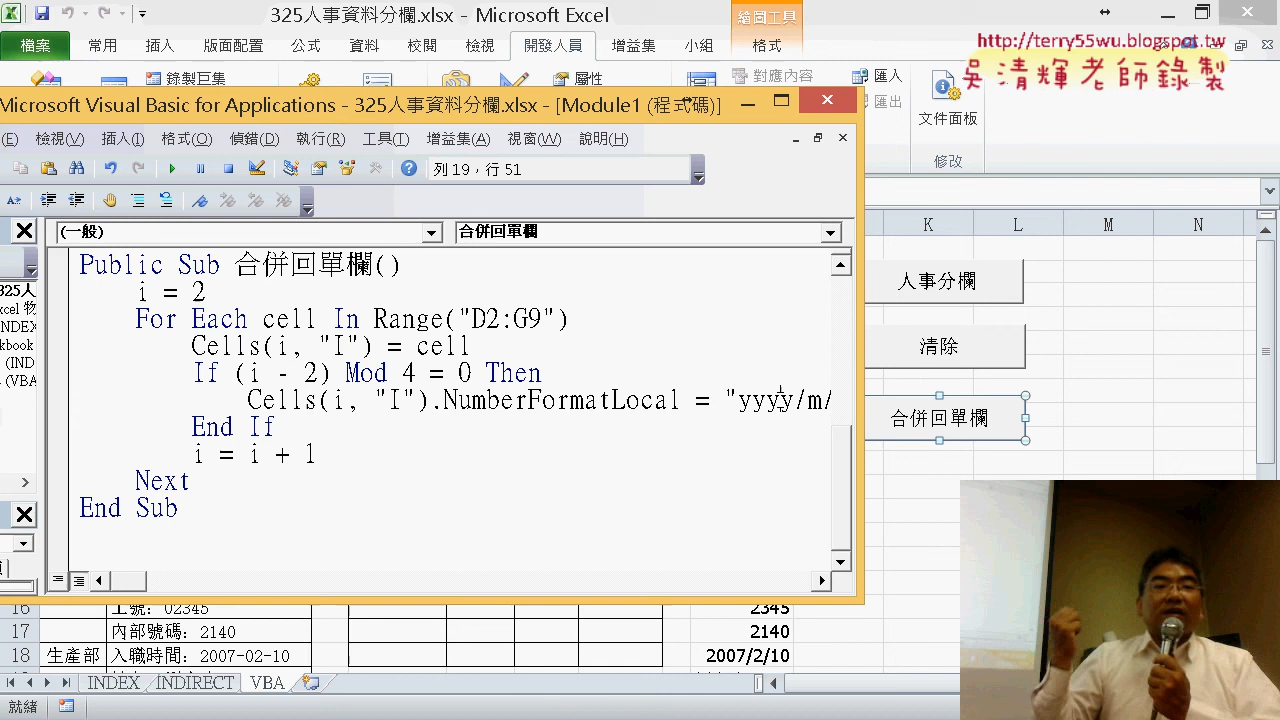 325人事資料分欄.xlsx - Microsoft Excel
繪圖工具
檔案 常用 插入 版面配置 公式 資料 校閱 檢視 開發人員 增益集 小組 格式
http://terry55wu.blogspot.tw
吳清輝老師錄製
錄製巨集 屬性 對應內容 匯入
匯出
文件面板
修改
Microsoft Visual Basic for Applications - 325人事資料分欄.xlsx - [Module1 (程式碼)]
(E) 檢視(V) 插入(I) 格式(O) 偵錯(D) 執行(R) 工具(T) 增益集(A) 視窗(W) 說明(H)
列 19，行 51
(一般) 合併回單欄
K L M N
Public Sub 合併回單欄()
i = 2
For Each cell In Range("D2:G9")
Cells(i, "I") = cell
If (i - 2) Mod 4 = 0 Then
Cells(i, "I").NumberFormatLocal = "yyyy/m/
End If
i = i + 1
Next
End Sub
人事分欄
清除
合併回單欄
325人
xcel 物
INDEX
kbook
(IND
(VBA
16 工號：02345 2345
17 內部號碼：2140 2140
18 生產部 入職時間：2007-02-10 2007/2/10
INDEX INDIRECT VBA
就緒